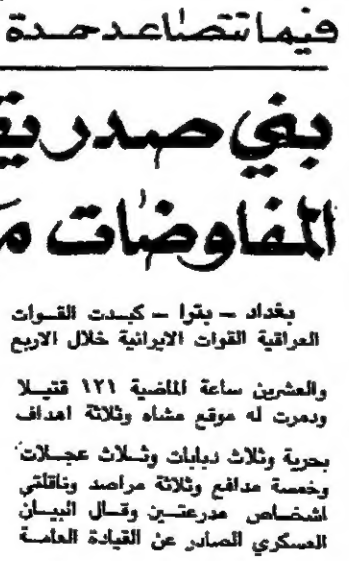 فيما تتصاعد حدة
بني صدر يق
المفاوضات م
بغداد – بترا – كبدت القوات
العراقية القوات الايرانية خلال الاربع
والعشرين ساعة الماضية ١٢١ قتيلا
ودمرت له موقع مشاه وثلاثة اهداف
بحرية وثلاث دبابات وثلاث عجلات
وخمسة مدافع وثلاثة مراصد وناقلتي
اشخاص مدرعتين وقال البيان
العسكري الصادر عن القيادة العامة